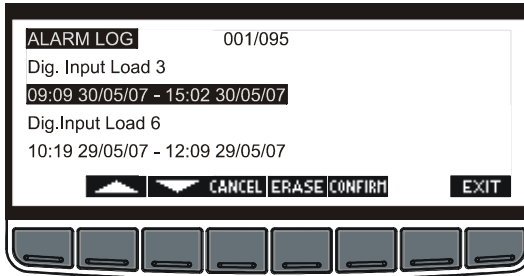 ALARM LOG 001/095
Dig. Input Load 3
09:09 30/05/07 - 15:02 30/05/07
Dig.Input Load 6
10:19 29/05/07 - 12:09 29/05/07
CANCEL ERASE CONFIRM EXIT